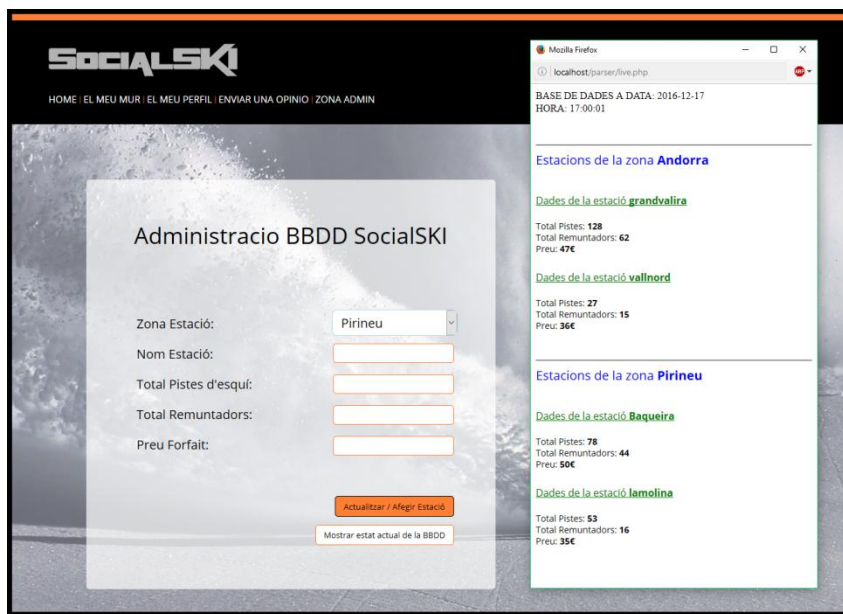 SOCIALSKI
HOME | EL MEU MUR | EL MEU PERFIL | ENVIAR UNA OPINIO | ZONA ADMIN
Administracio BBDD SocialSKI
Zona Estació: Pirineu
Nom Estació:
Total Pistes d'esquí:
Total Remuntadors:
Preu Forfait:
Actualitzar / Afegir Estació
Mostrar estat actual de la BBDD
Mozilla Firefox
localhost/parser/live.php
ABP
BASE DE DADES A DATA: 2016-12-17
HORA: 17:00:01
Estacions de la zona Andorra
Dades de la estació grandvalira
Total Pistes: 128
Total Remuntadors: 62
Preu: 47€
Dades de la estació vallnord
Total Pistes: 27
Total Remuntadors: 15
Preu: 36€
Estacions de la zona Pirineu
Dades de la estació Baqueira
Total Pistes: 78
Total Remuntadors: 44
Preu: 50€
Dades de la estació lamolina
Total Pistes: 53
Total Remuntadors: 16
Preu: 35€